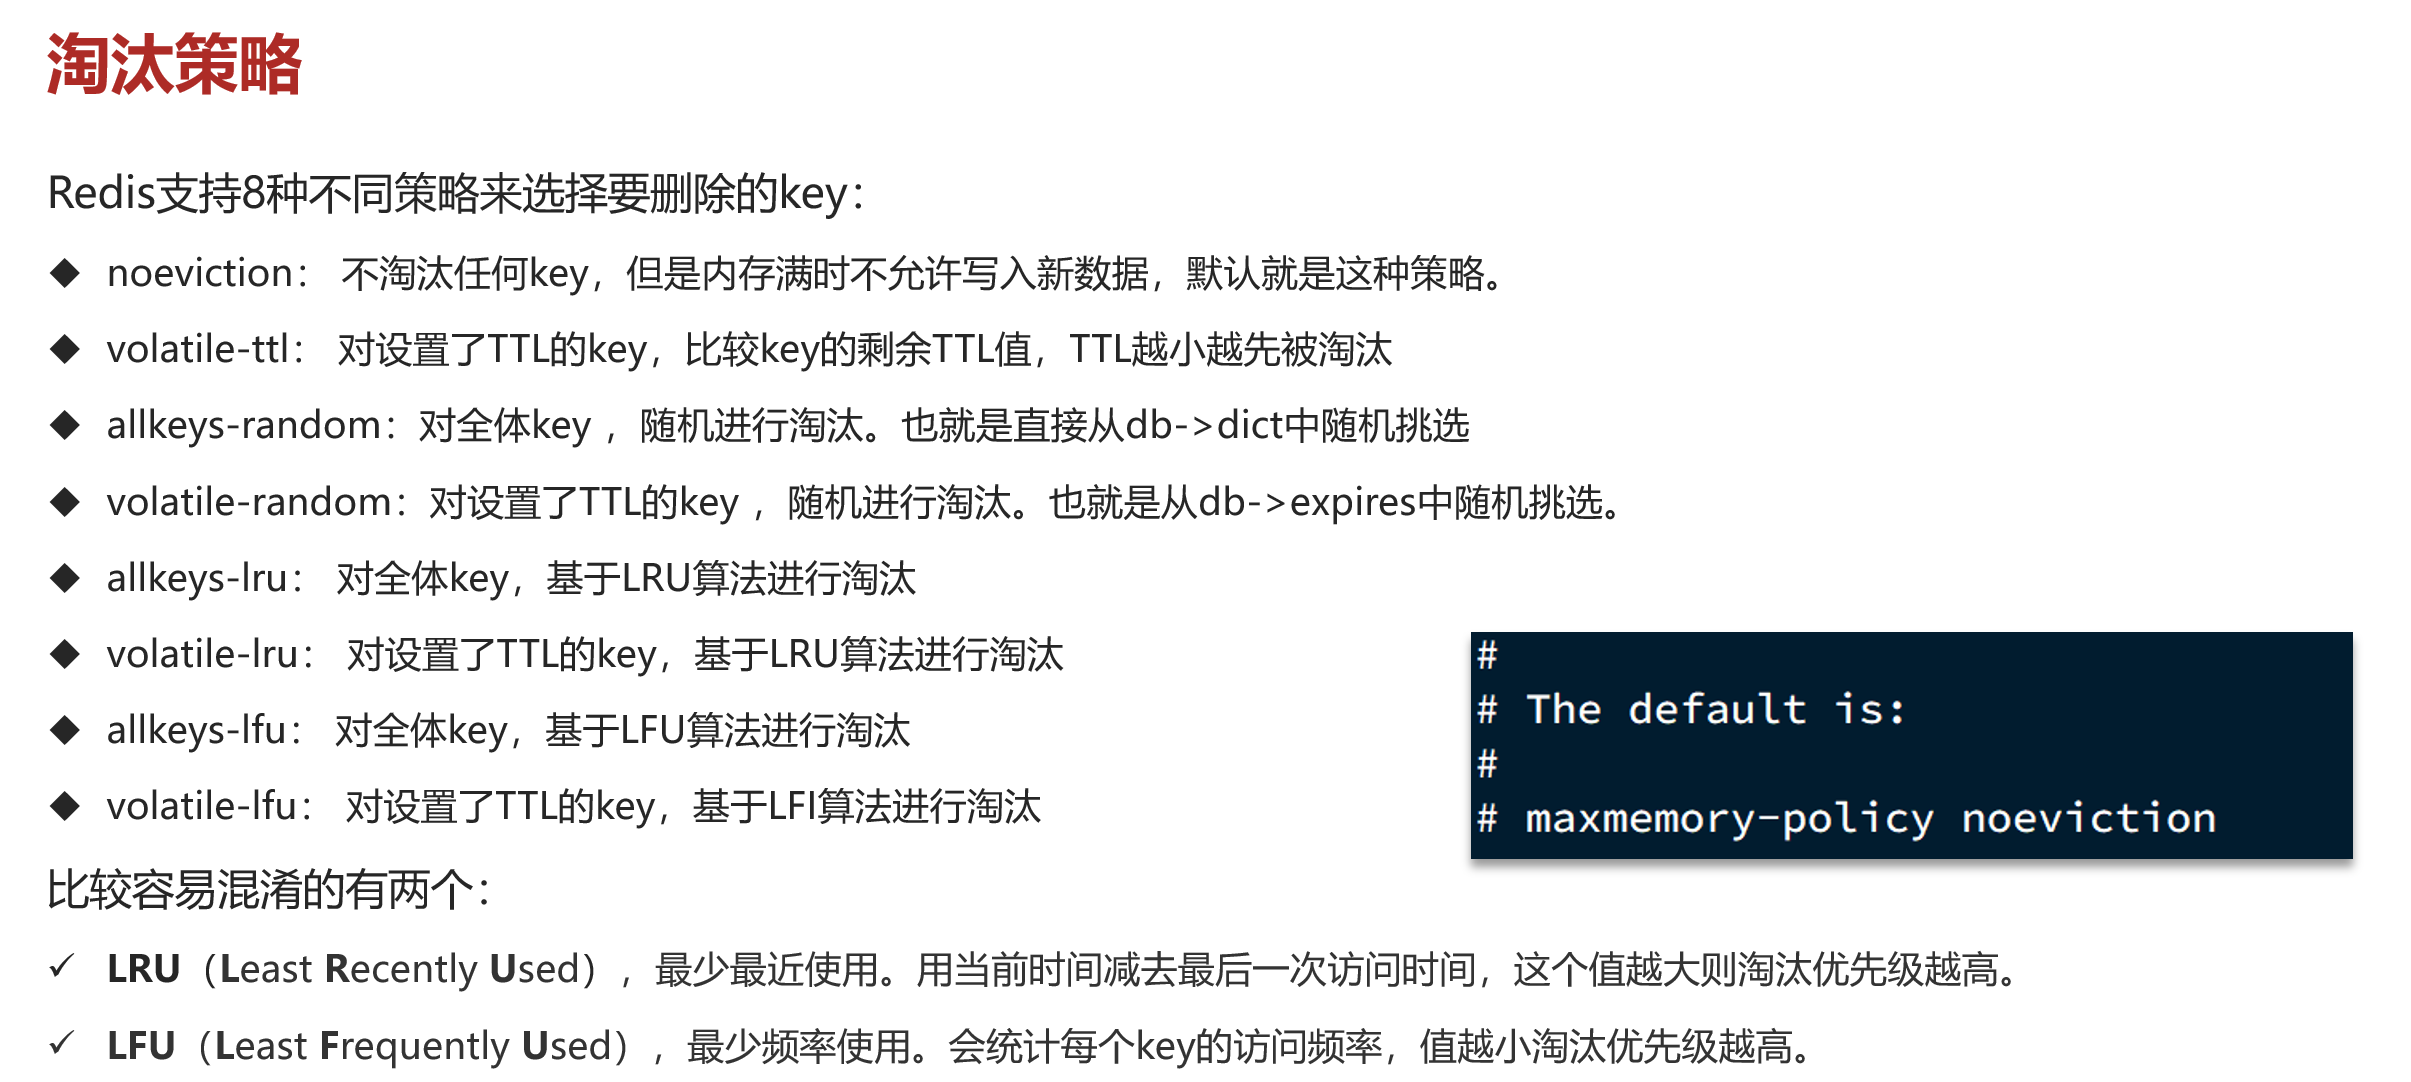 淘汰策略
Redis支持8种不同策略来选择要删除的key：
◆ noeviction： 不淘汰任何key，但是内存满时不允许写入新数据，默认就是这种策略。
◆ volatile-ttl： 对设置了TTL的key，比较key的剩余TTL值，TTL越小越先被淘汰
◆ allkeys-random：对全体key ，随机进行淘汰。也就是直接从db->dict中随机挑选
◆ volatile-random：对设置了TTL的key ，随机进行淘汰。也就是从db->expires中随机挑选。
◆ allkeys-lru： 对全体key，基于LRU算法进行淘汰
◆ volatile-lru： 对设置了TTL的key，基于LRU算法进行淘汰
◆ allkeys-lfu： 对全体key，基于LFU算法进行淘汰
◆ volatile-lfu： 对设置了TTL的key，基于LFI算法进行淘汰
#
# The default is:
#
# maxmemory-policy noeviction
比较容易混淆的有两个：
✓ LRU（Least Recently Used），最少最近使用。用当前时间减去最后一次访问时间，这个值越大则淘汰优先级越高。
✓ LFU（Least Frequently Used），最少频率使用。会统计每个key的访问频率，值越小淘汰优先级越高。